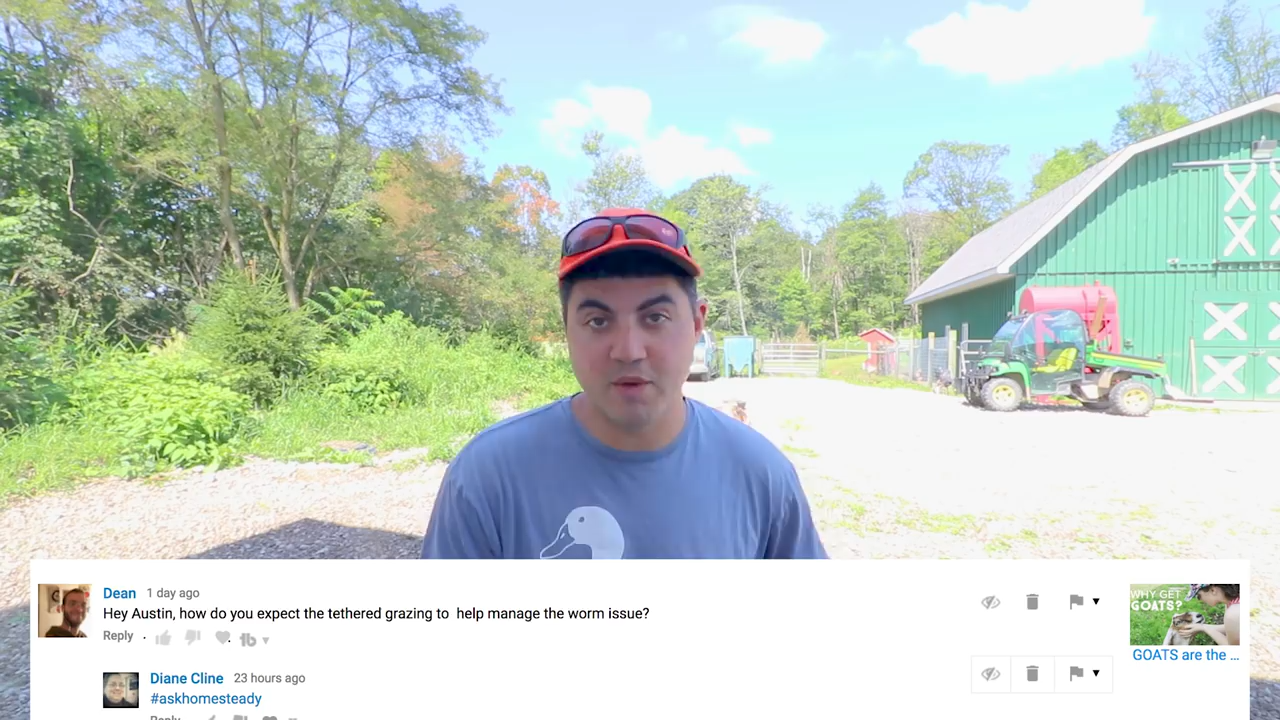 Dean 1 day ago
Hey Austin, how do you expect the tethered grazing to help manage the worm issue?
Reply
WHY GET
GOATS?
GOATS are the ...
Diane Cline 23 hours ago
#askhomesteady
Reply